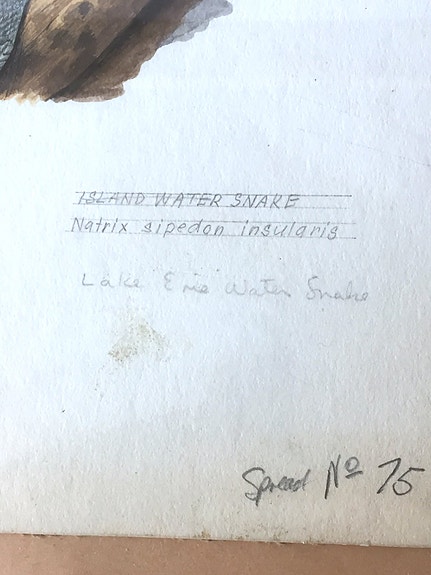 ISLAND WATER SNAKE
Natrix sipedon insularis
Lake Erie Water Snake
Spread Nº 75